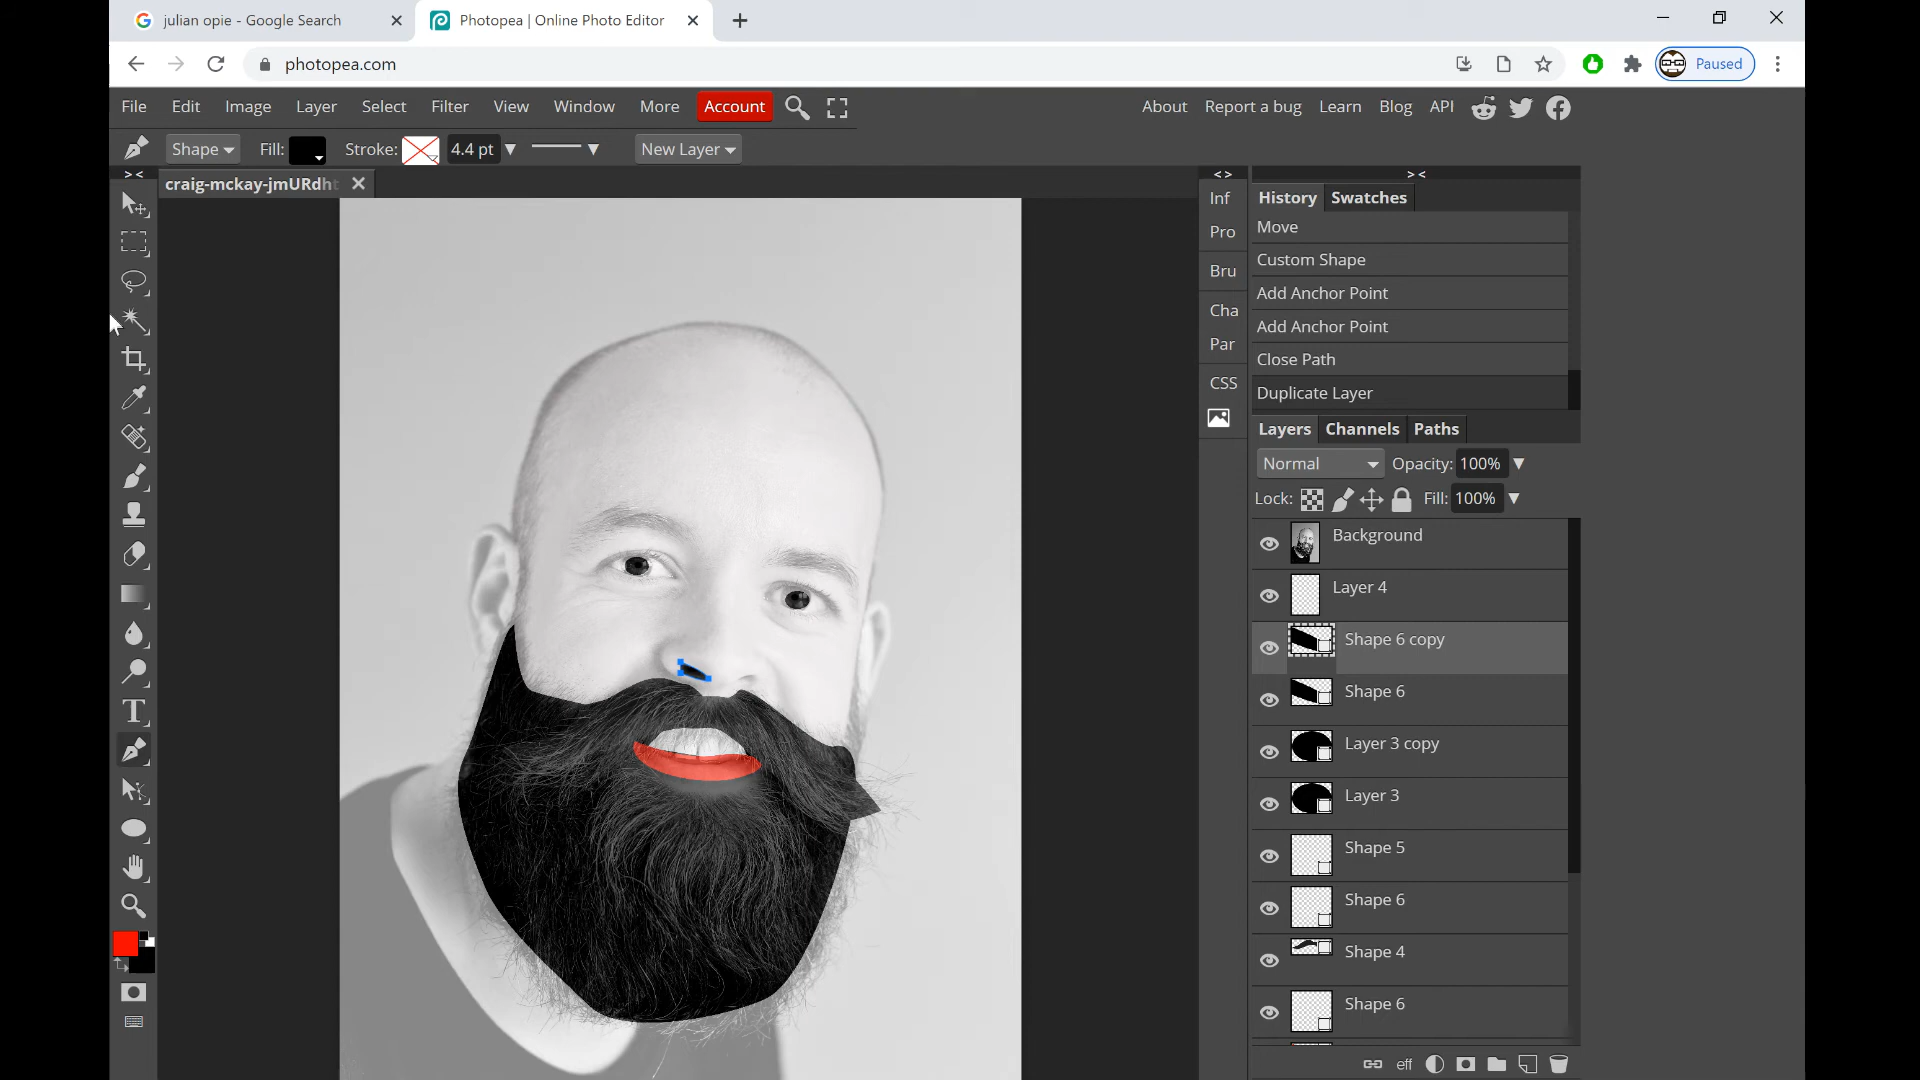 julian opie - Google Search
Photopea | Online Photo Editor
photopea.com
Paused
File Edit Image Layer Select Filter View Window More Account
About Report a bug Learn Blog API
Shape Fill: Stroke: 4.4 pt New Layer
craig-mckay-jmURdht
Inf
Pro
Bru
Cha
Par
CSS
History Swatches
Move
Custom Shape
Add Anchor Point
Add Anchor Point
Close Path
Duplicate Layer
Layers Channels Paths
Normal Opacity: 100%
Lock: Fill: 100%
Background
Layer 4
Shape 6 copy
Shape 6
Layer 3 copy
Layer 3
Shape 5
Shape 6
Shape 4
Shape 6
eff